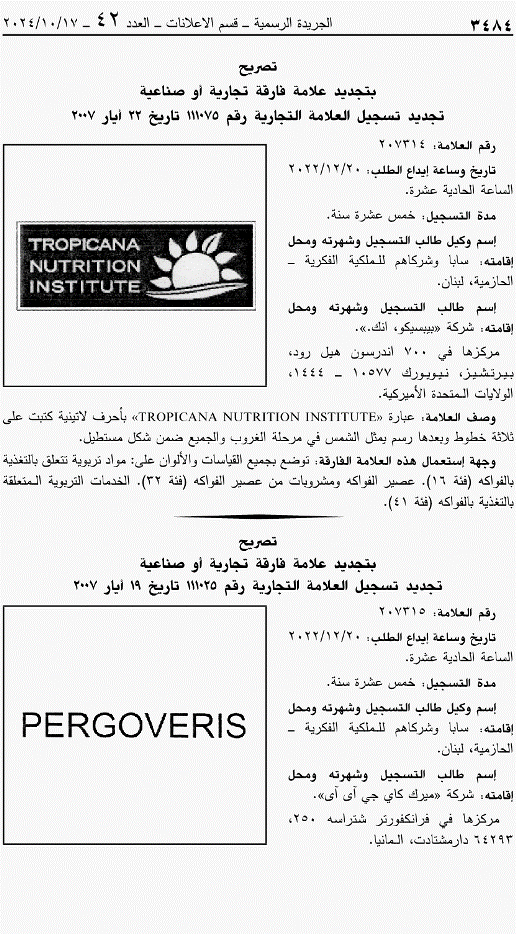 ٣٤٨٤ الجريدة الرسمية ـ قسم الاعلانات ـ العدد ٤٢ ـ ٢٠٢٤/١٠/١٧
تصريح
بتجديد علامة فارقة تجارية أو صناعية
تجديد تسجيل العلامة التجارية رقم ١١١٠٧٥ تاريخ ٢٢ أيار ٢٠٠٧
رقم العلامة: ٢٠٧٣١٤
تاريخ وساعة إيداع الطلب: ٢٠٢٢/١٢/٢٠
الساعة الحادية عشرة.
مدة التسجيل: خمس عشرة سنة.
إسم وكيل طالب التسجيل وشهرته ومحل
إقامته: سابا وشركاهم للملكية الفكرية ـ
الحازمية، لبنان.
إسم طالب التسجيل وشهرته ومحل
إقامته: شركة «بيبسيكو، انك.».
مركزها في ٧٠٠ اندرسون هيل رود،
بيرتشيز، نيويورك ١٠٥٧٧ ـ ١٤٤٤،
الولايات المتحدة الأميركية.
TROPICANA
NUTRITION
INSTITUTE
وصف العلامة: عبارة «TROPICANA NUTRITION INSTITUTE» بأحرف لاتينية كتبت على
ثلاثة خطوط وبعدها رسم يمثل الشمس في مرحلة الغروب والجميع ضمن شكل مستطيل.
وجهة إستعمال هذه العلامة الفارقة: توضع بجميع القياسات والألوان على: مواد تربوية تتعلق بالتغذية
بالفواكه (فئة ١٦). عصير الفواكه ومشروبات من عصير الفواكه (فئة ٣٢). الخدمات التربوية المتعلقة
بالتغذية بالفواكه (فئة ٤١).
تصريح
بتجديد علامة فارقة تجارية أو صناعية
تجديد تسجيل العلامة التجارية رقم ١١١٠٢٥ تاريخ ١٩ أيار ٢٠٠٧
رقم العلامة: ٢٠٧٣١٥
تاريخ وساعة إيداع الطلب: ٢٠٢٢/١٢/٢٠
الساعة الحادية عشرة.
مدة التسجيل: خمس عشرة سنة.
إسم وكيل طالب التسجيل وشهرته ومحل
إقامته: سابا وشركاهم للملكية الفكرية ـ
الحازمية، لبنان.
إسم طالب التسجيل وشهرته ومحل
إقامته: شركة «ميرك كاي جي آى آى».
مركزها في فرانكفورتر شتراسه ٢٥٠،
٦٤٢٩٣ دارمشتادت، المانيا.
PERGOVERIS